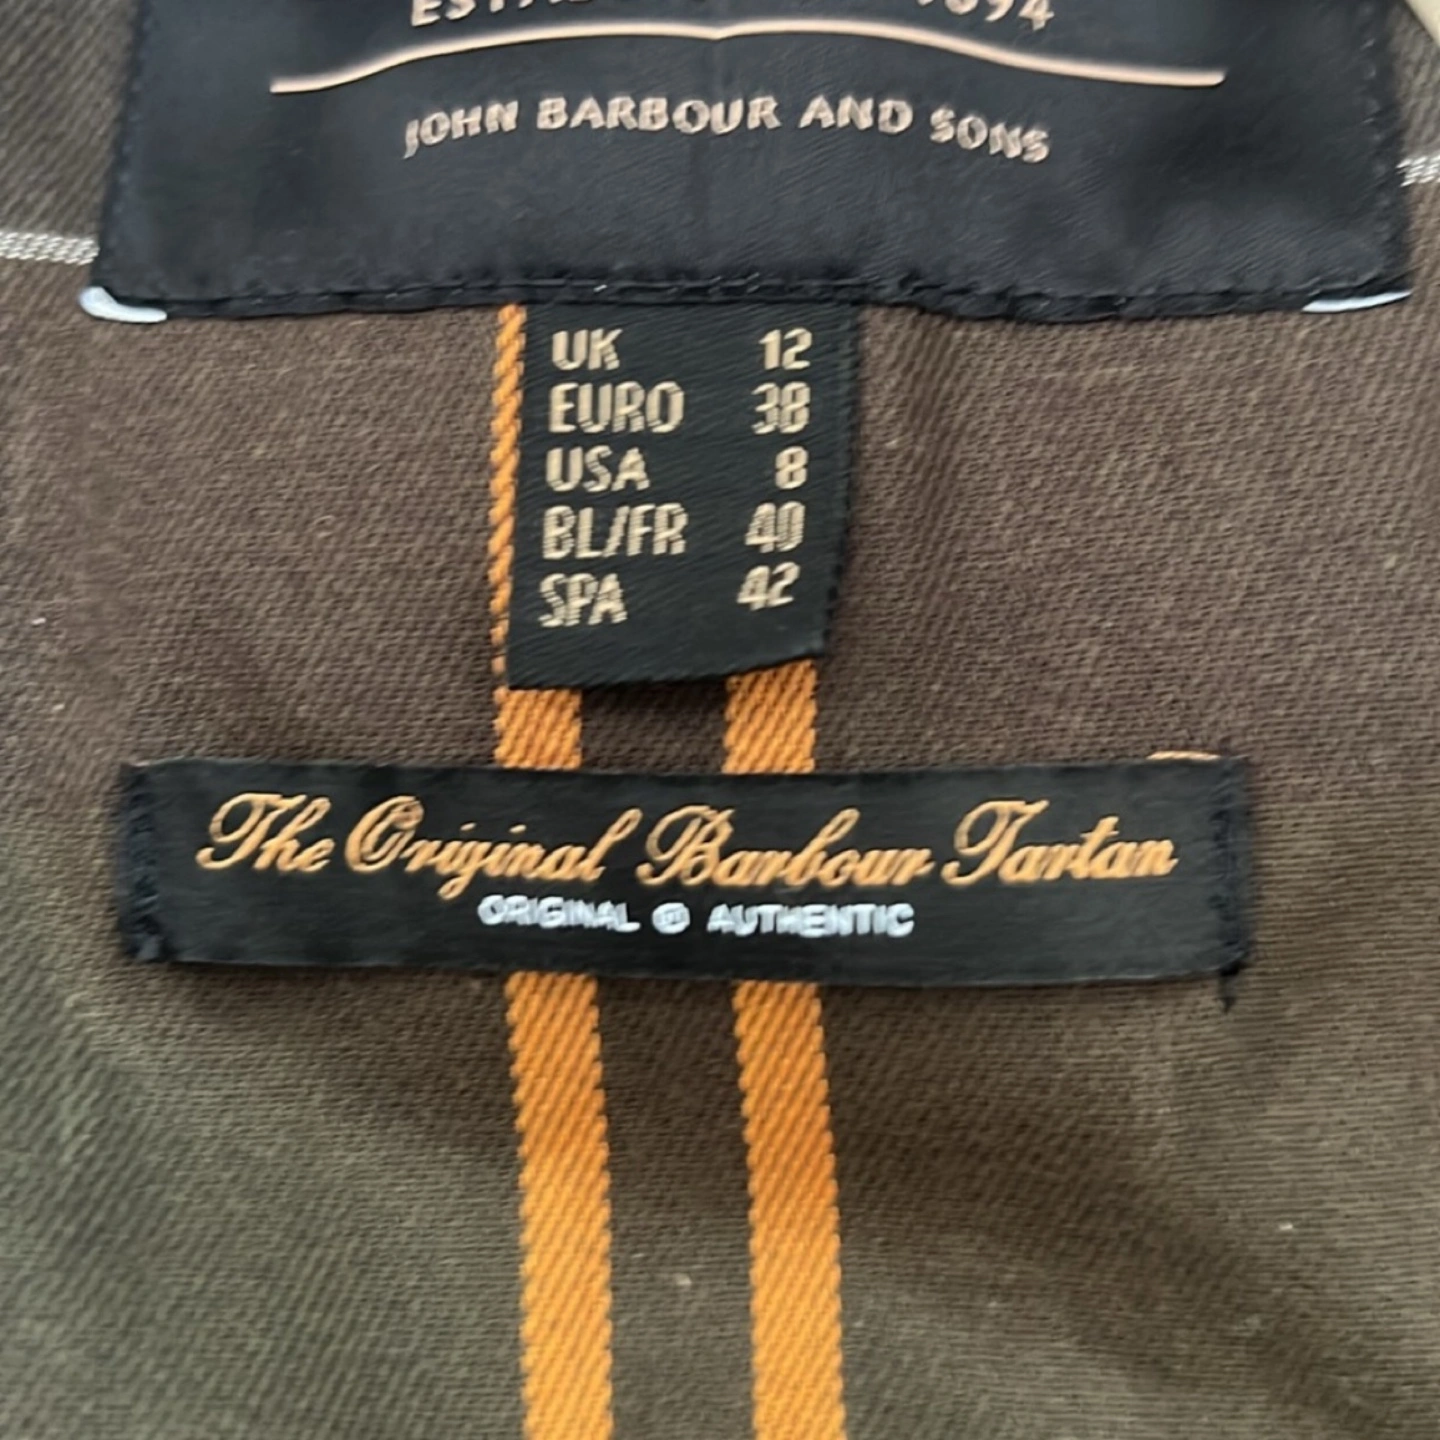 JOHN BARBOUR AND SONS
UK 12
EURO 38
USA 8
BL/FR 40
SPA 42
The Original Barbour Tartan
ORIGINAL AUTHENTIC